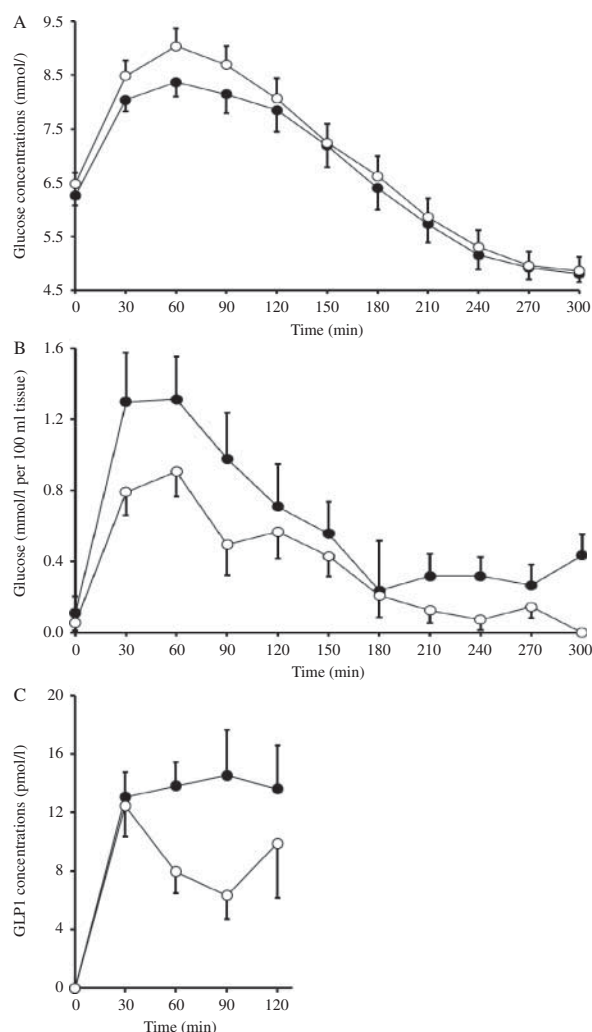 A
Glucose concentrations (mmol/)
9.5
8.5
7.5
6.5
5.5
4.5
0 30 60 90 120 150 180 210 240 270 300
Time (min)
B
Glucose (mmol/l per 100 ml tissue)
1.6
1.2
0.8
0.4
0.0
0 30 60 90 120 150 180 210 240 270 300
Time (min)
C
GLP1 concentrations (pmol/l)
20
16
12
8
4
0
0 30 60 90 120
Time (min)